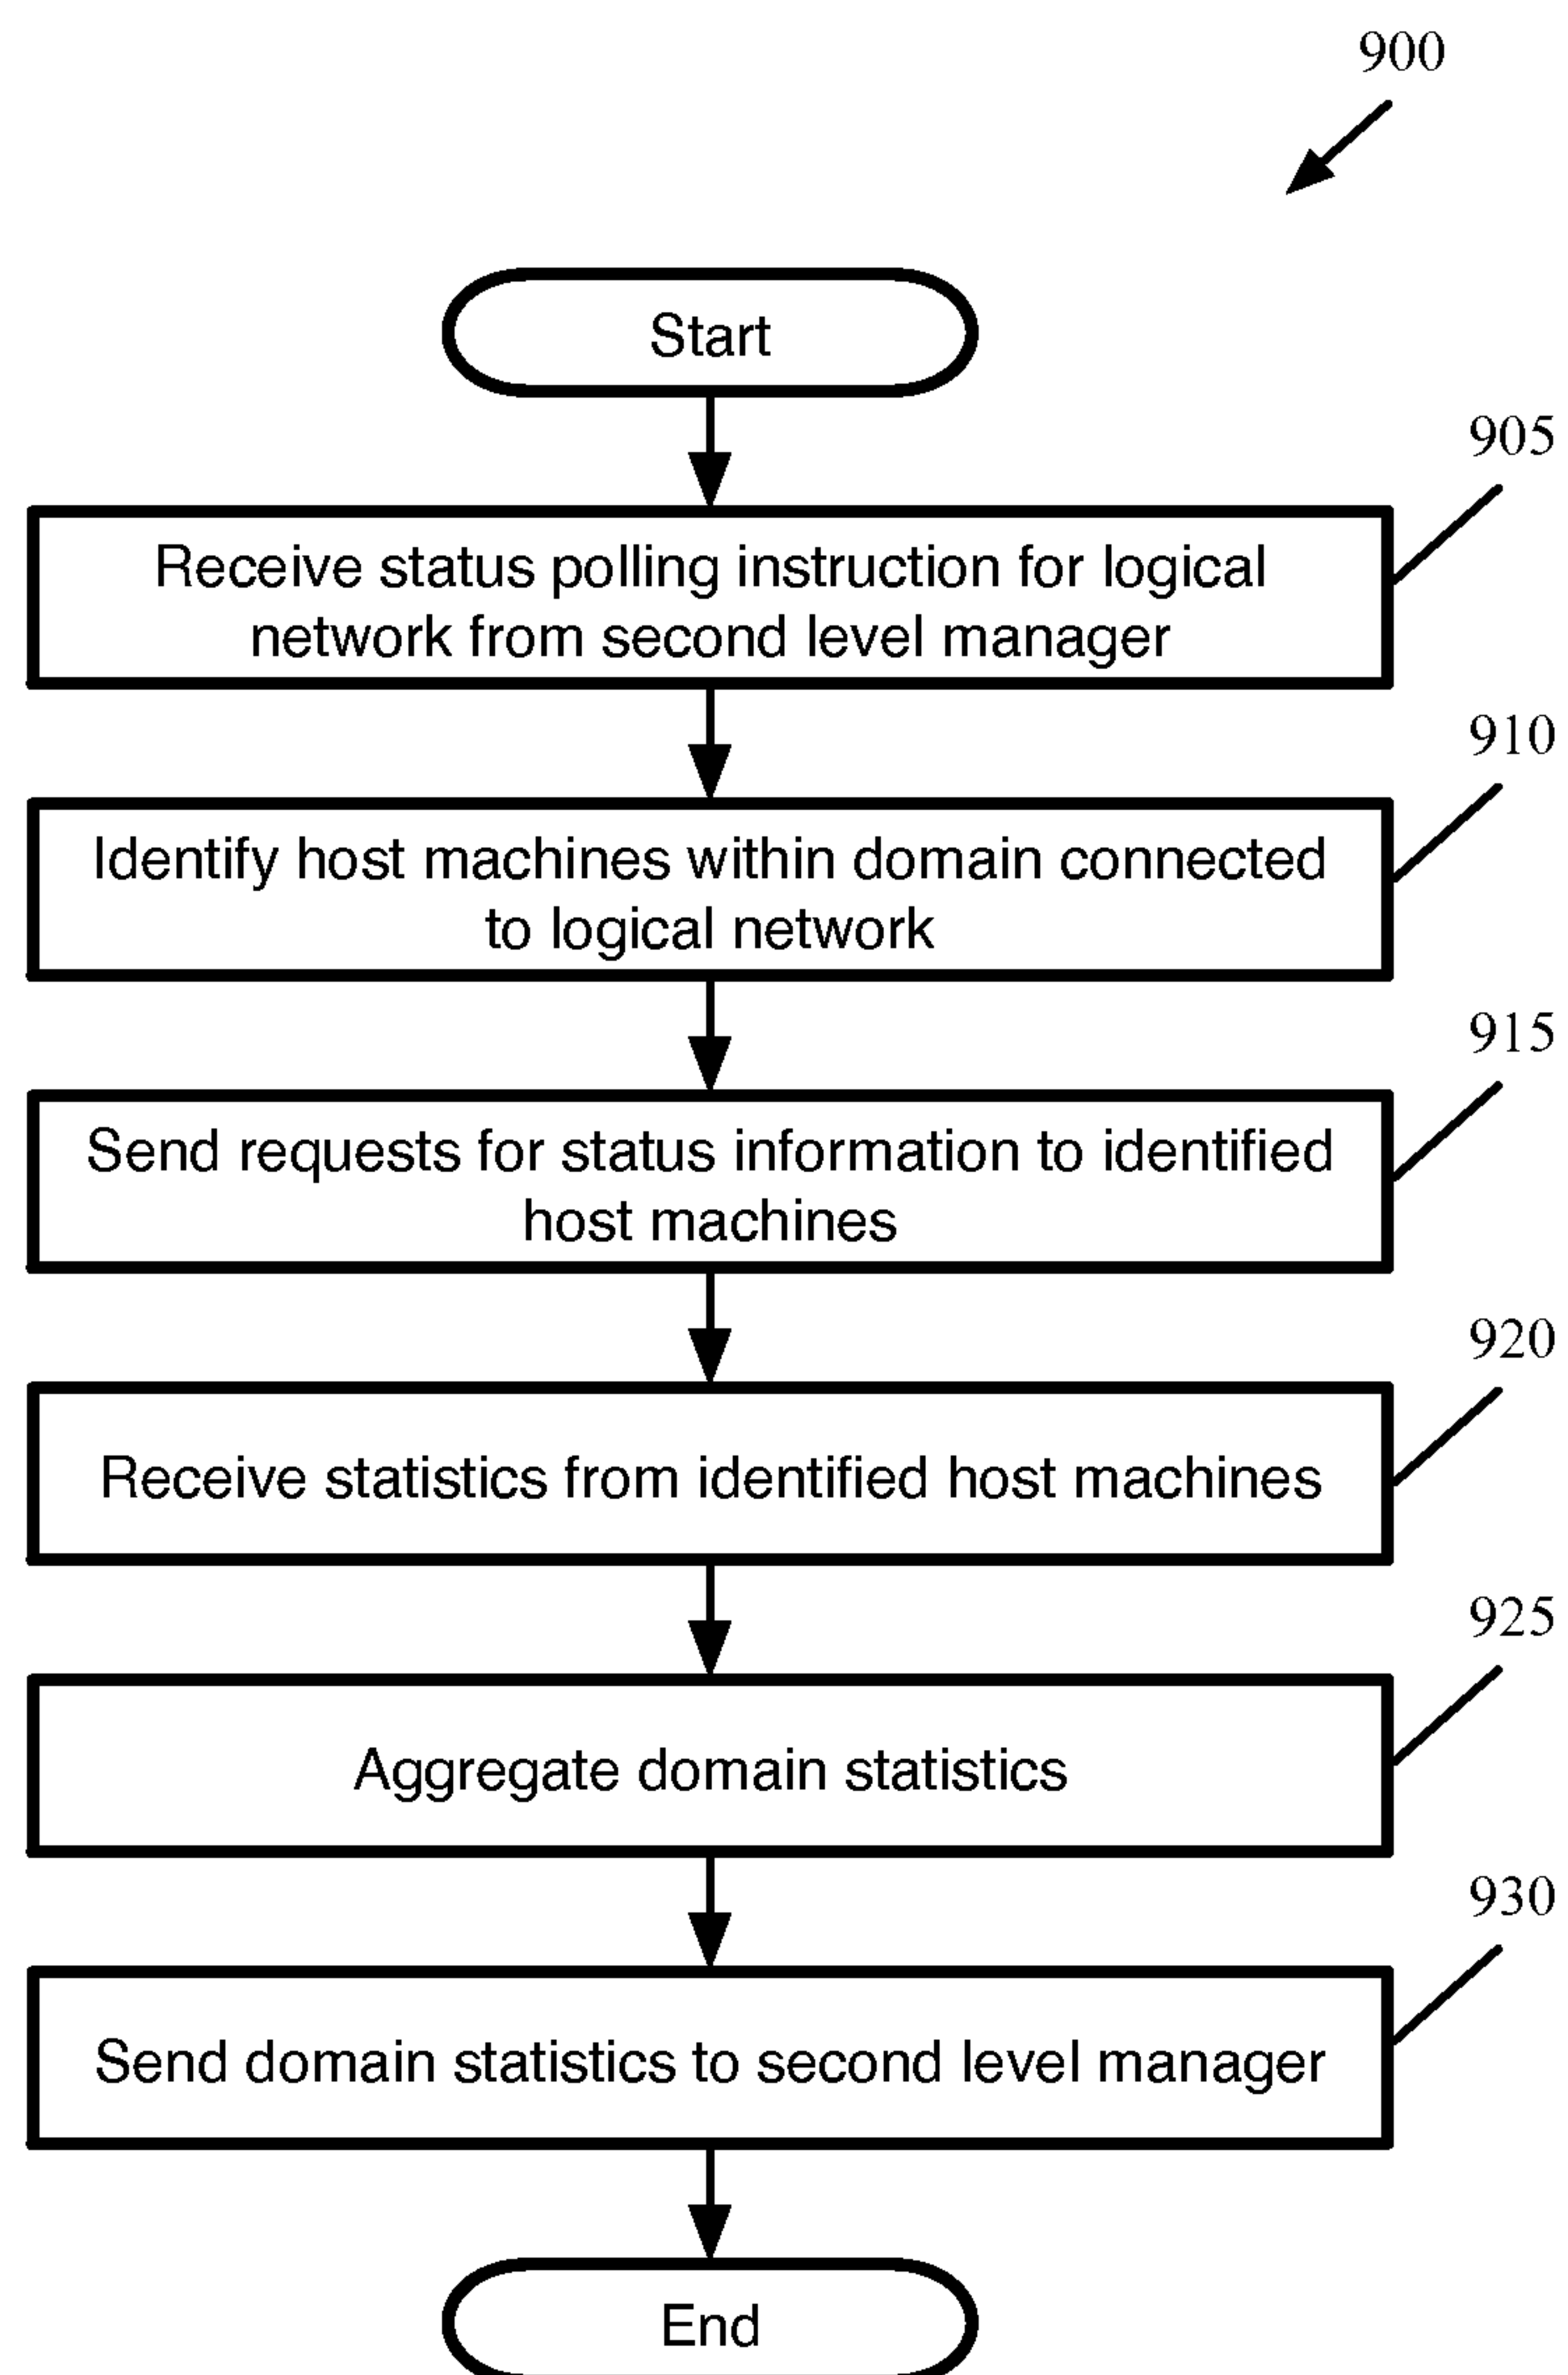 900
Start
905
Receive status polling instruction for logical
network from second level manager
910
Identify host machines within domain connected
to logical network
915
Send requests for status information to identified
host machines
920
Receive statistics from identified host machines
925
Aggregate domain statistics
930
Send domain statistics to second level manager
End